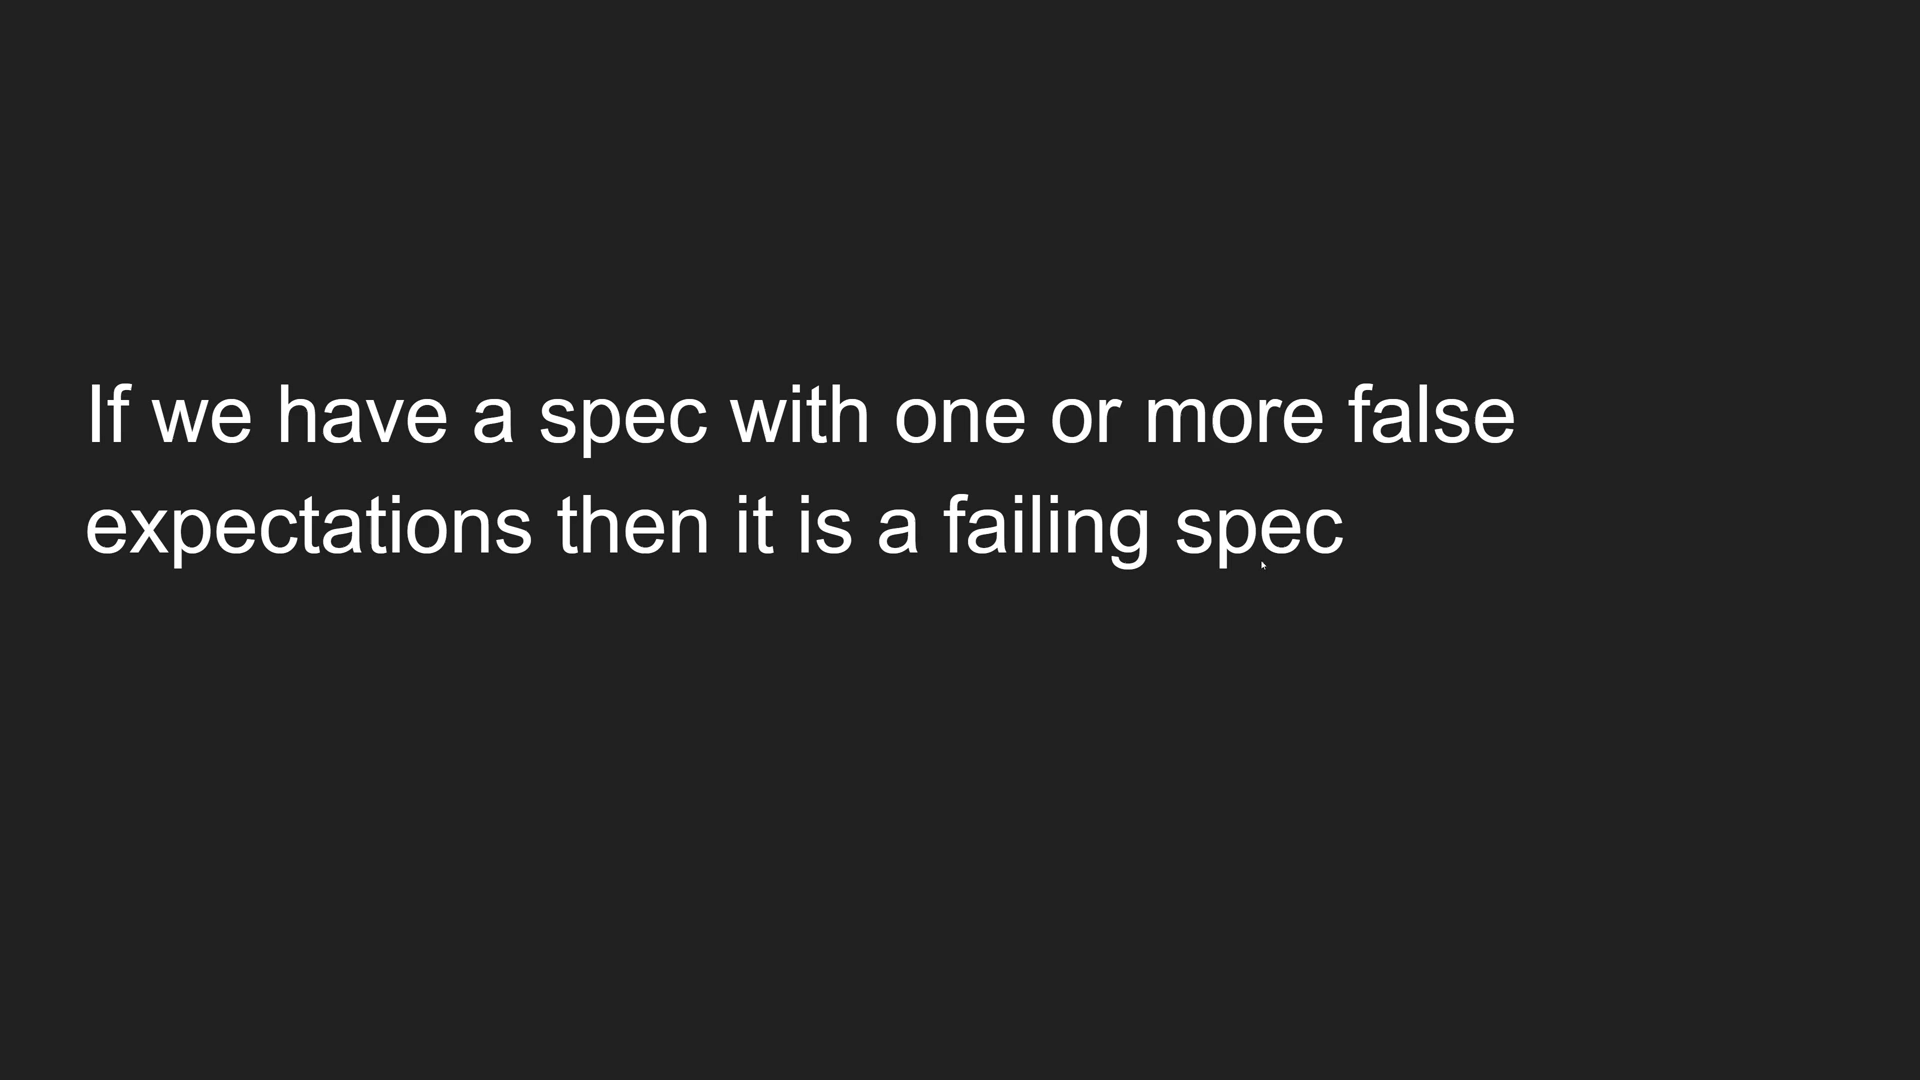 If we have a spec with one or more false
expectations then it is a failing spec